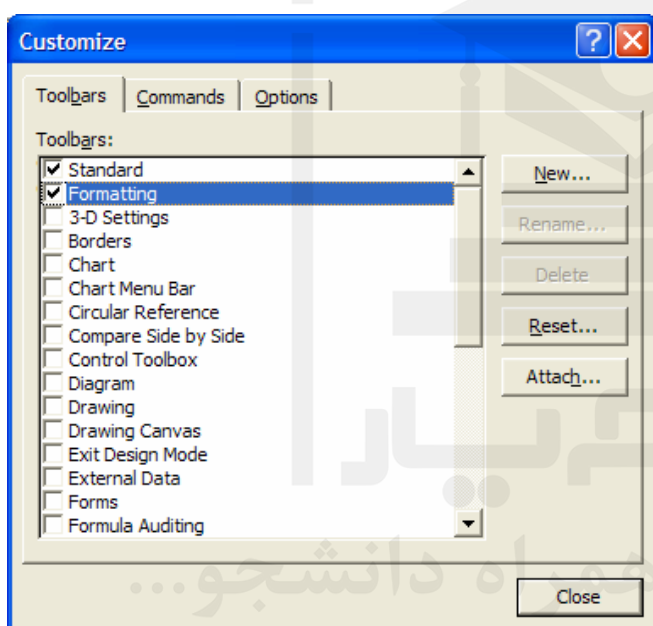 Customize
Toolbars Commands Options
Toolbars:
Standard
Formatting
3-D Settings
Borders
Chart
Chart Menu Bar
Circular Reference
Compare Side by Side
Control Toolbox
Diagram
Drawing
Drawing Canvas
Exit Design Mode
External Data
Forms
Formula Auditing
New...
Rename...
Delete
Reset...
Attach...
همراه دانشجو...
Close